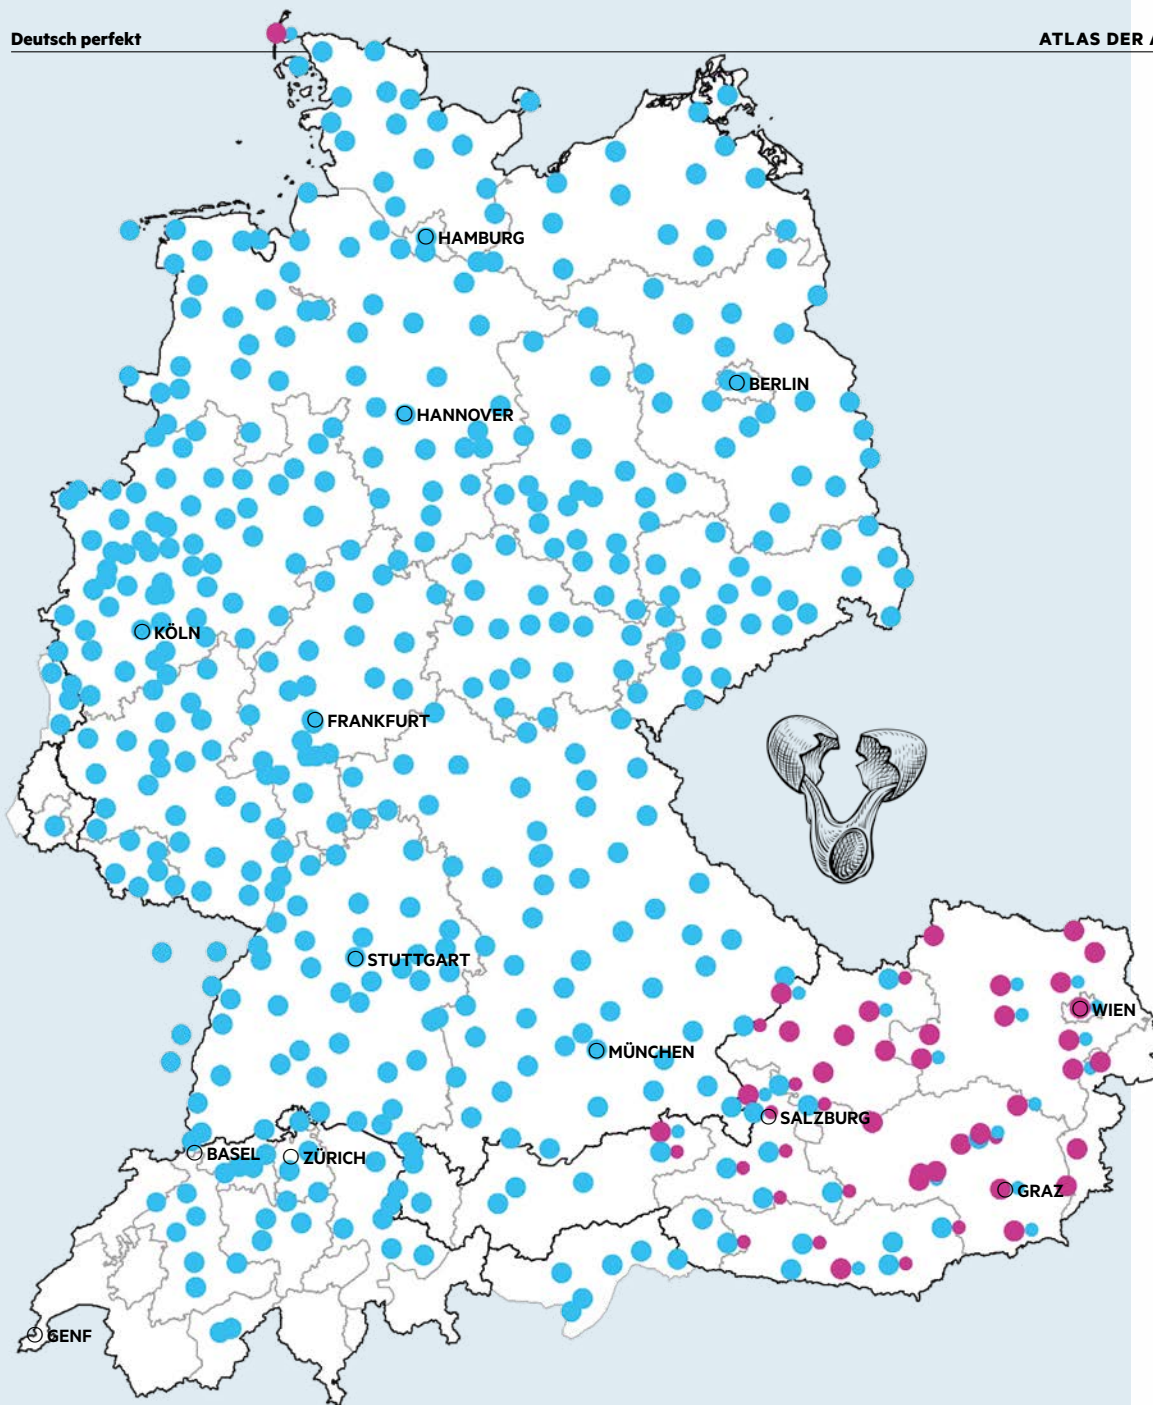 Deutsch perfekt
ATLAS DER A
HAMBURG
BERLIN
HANNOVER
KÖLN
FRANKFURT
STUTTGART
WIEN
MÜNCHEN
SALZBURG
BASEL
ZÜRICH
GRAZ
GENF